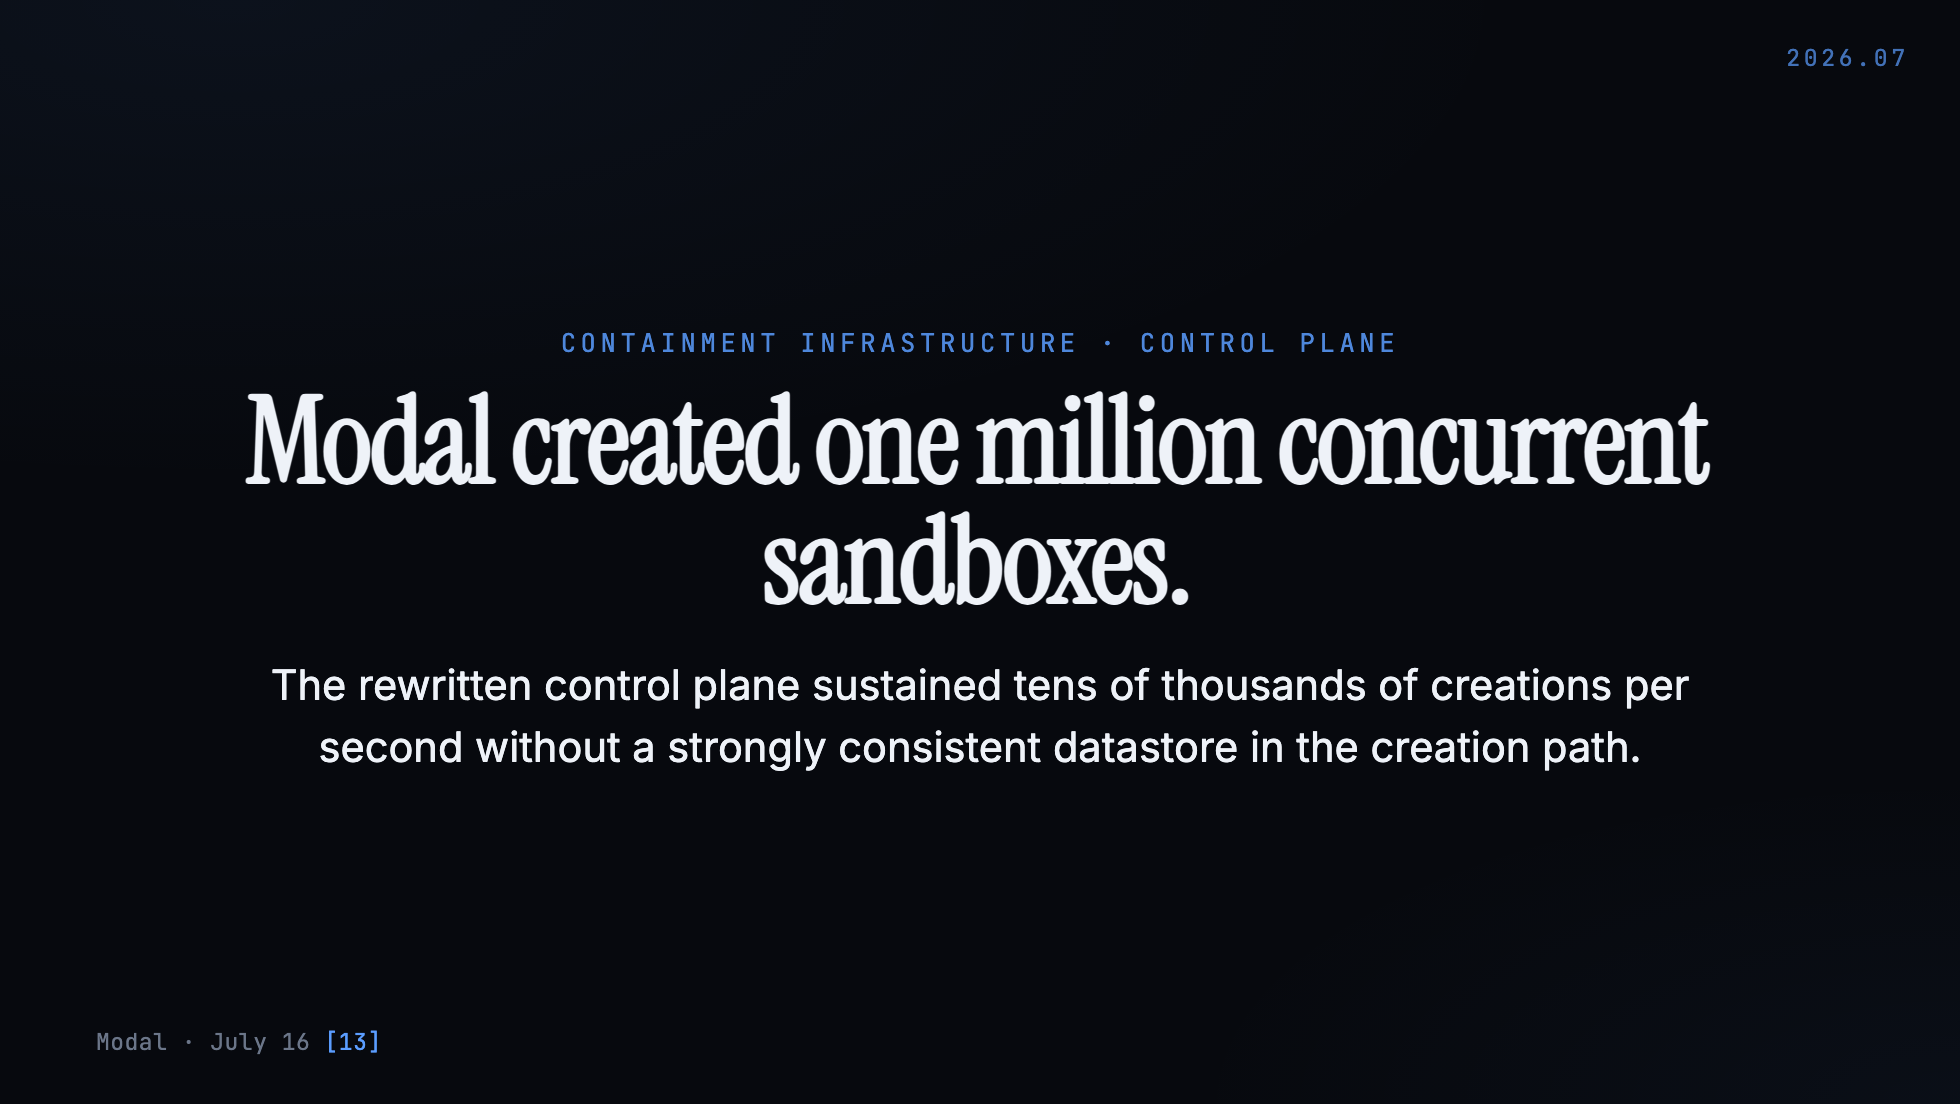 2026.07
CONTAINMENT INFRASTRUCTURE · CONTROL PLANE
Modal created one million concurrent
sandboxes.
The rewritten control plane sustained tens of thousands of creations per
second without a strongly consistent datastore in the creation path.
Modal · July 16 [13]